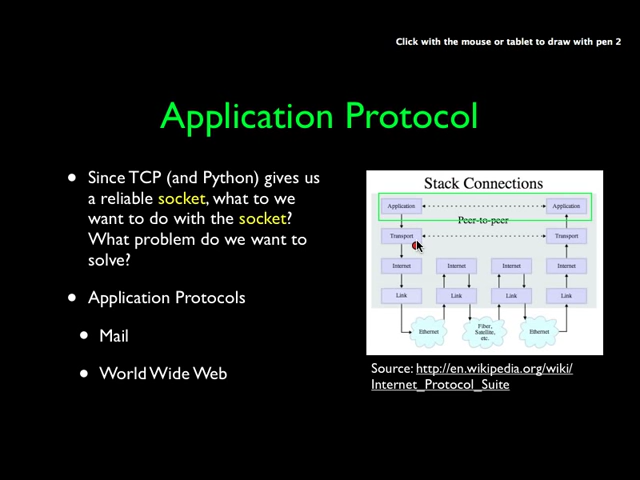 Click with the mouse or tablet to draw with pen 2
Application Protocol
• Since TCP (and Python) gives us
a reliable socket, what to we
want to do with the socket?
What problem do we want to
solve?
• Application Protocols
• Mail
• World Wide Web
Stack Connections
Application
Application
Peer-to-peer
Transport
Transport
Internet
Internet
Internet
Internet
Link
Link
Link
Link
Ethernet
Fiber,
Satellite,
etc.
Ethernet
Source: http://en.wikipedia.org/wiki/
Internet_Protocol_Suite